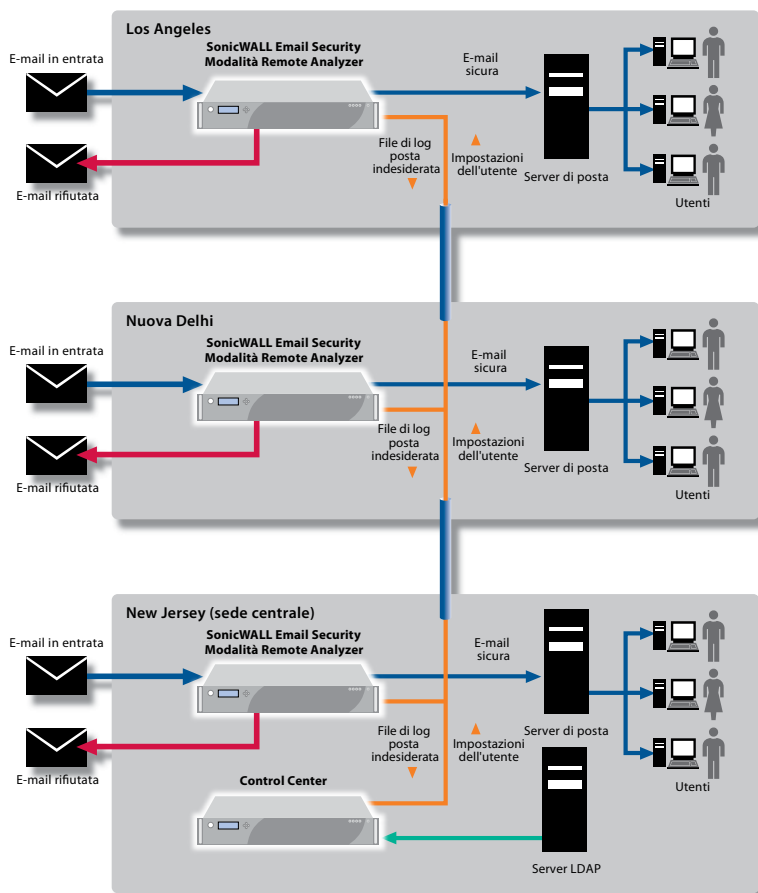 Los Angeles
SonicWALL Email Security
Modalità Remote Analyzer
E-mail in entrata
E-mail
sicura
File di log
posta
indesiderata
Impostazioni
dell'utente
Server di posta
E-mail rifiutata
Utenti
Nuova Delhi
SonicWALL Email Security
Modalità Remote Analyzer
E-mail in entrata
E-mail
sicura
File di log
posta
indesiderata
Impostazioni
dell'utente
Server di posta
E-mail rifiutata
Utenti
New Jersey (sede centrale)
SonicWALL Email Security
Modalità Remote Analyzer
E-mail in entrata
E-mail
sicura
File di log
posta
indesiderata
Impostazioni
dell'utente
Server di posta
E-mail rifiutata
Utenti
Control Center
Server LDAP